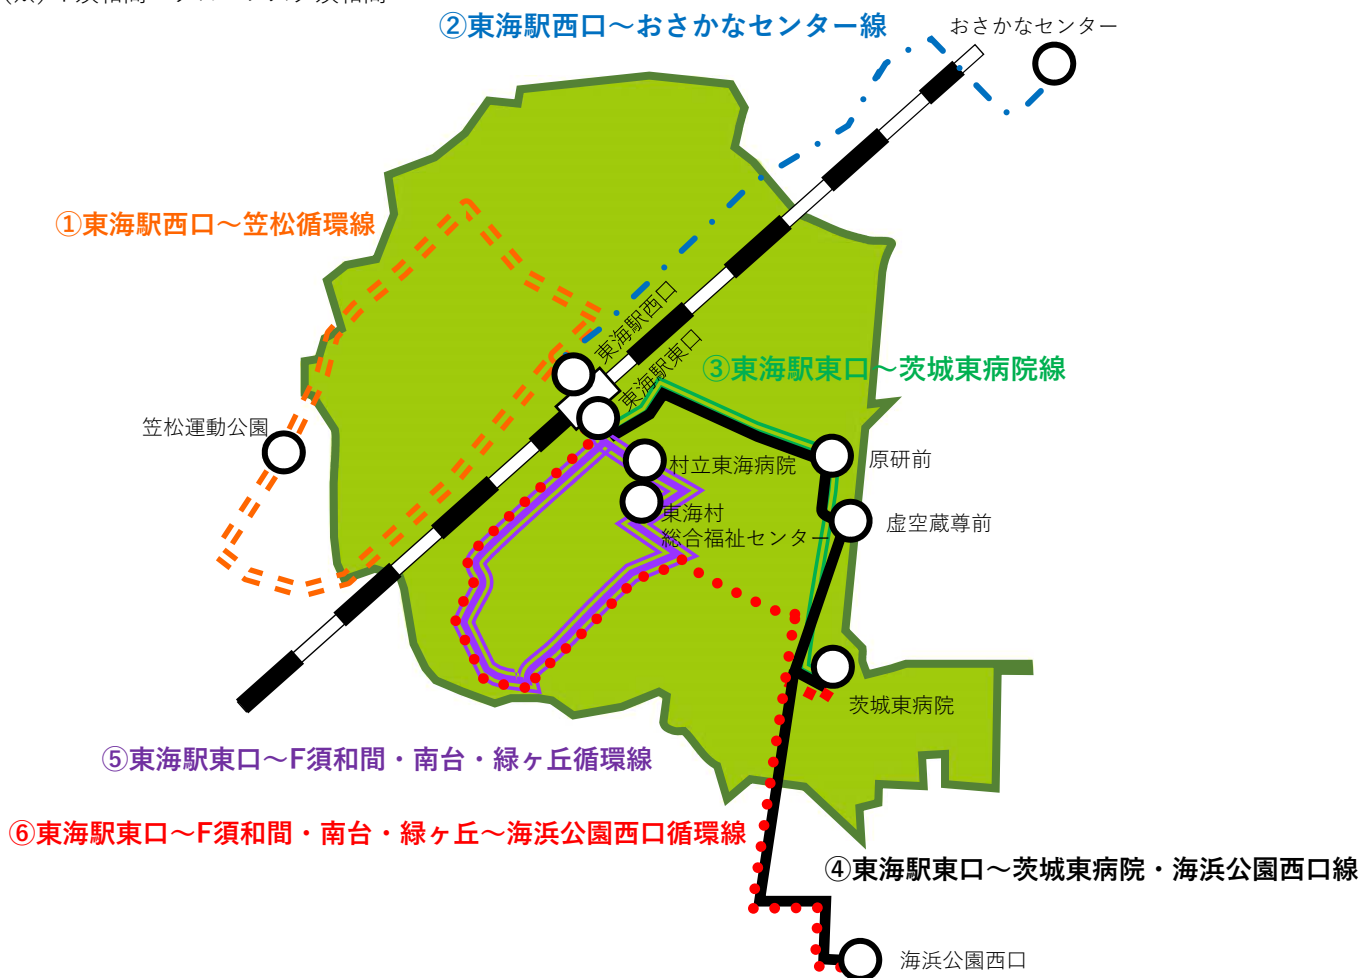 ②東海駅西口～おさかなセンター線
おさかなセンター
①東海駅西口～笠松循環線
東海駅西口
東海駅東口
③東海駅東口～茨城東病院線
笠松運動公園
村立東海病院
原研前
東海村
総合福祉センター
虚空蔵尊前
茨城東病院
⑤東海駅東口～F須和間・南台・緑ヶ丘循環線
⑥東海駅東口～F須和間・南台・緑ヶ丘～海浜公園西口循環線
④東海駅東口～茨城東病院・海浜公園西口線
海浜公園西口